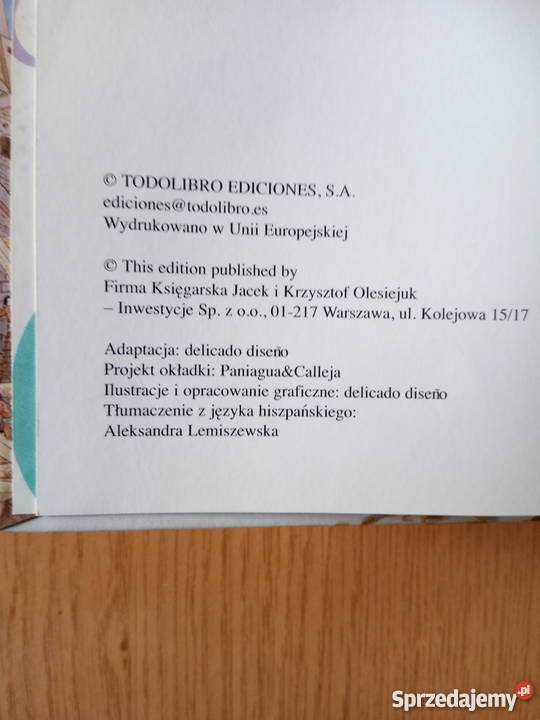 © TODOLIBRO EDICIONES, S.A.
ediciones@todolibro.es
Wydrukowano w Unii Europejskiej
© This edition published by
Firma Księgarska Jacek i Krzysztof Olesiejuk
– Inwestycje Sp. z o.o., 01-217 Warszawa, ul. Kolejowa 15/17
Adaptacja: delicado diseño
Projekt okładki: Paniagua&Calleja
Ilustracje i opracowanie graficzne: delicado diseño
Tłumaczenie z języka hiszpańskiego:
Aleksandra Lemiszewska
Sprzedajemy.pl